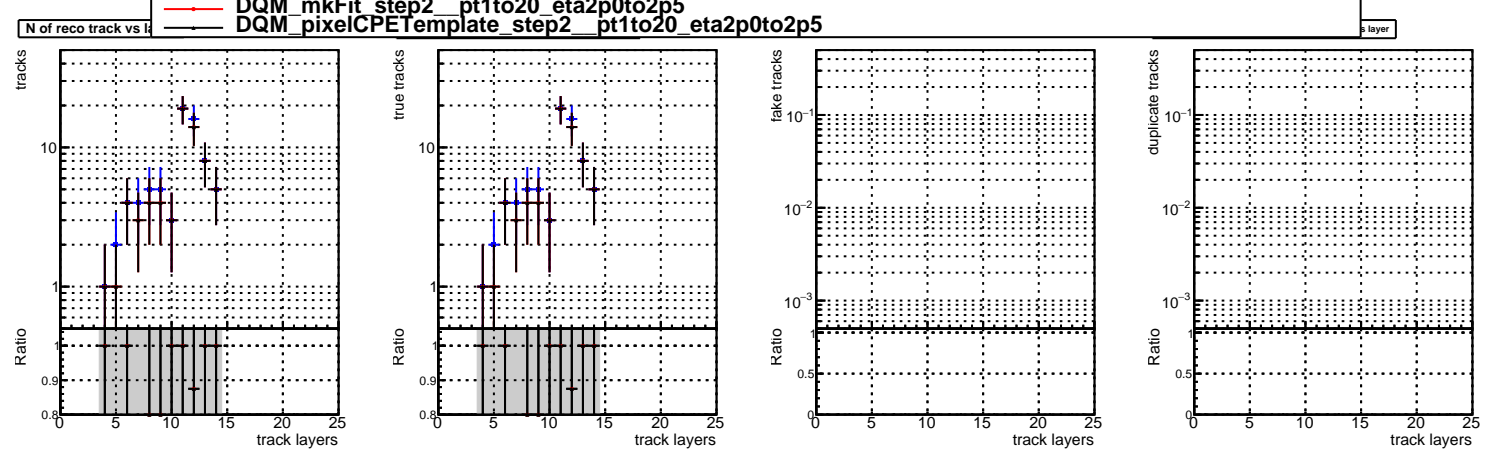 DQM_mkFit_step2__pt1to20_eta2p0to2p5
DQM_pixelCPETemplate_step2__pt1to20_eta2p0to2p5
N of reco track vs la
s layer
tracks
10
1
Ratio
1
0.9
0.8
0 5 10 15 20 25
track layers
true tracks
10
1
Ratio
1
0.9
0.8
0 5 10 15 20 25
track layers
fake tracks
10⁻¹
10⁻²
10⁻³
Ratio
1
0.5
0
0 5 10 15 20 25
track layers
duplicate tracks
10⁻¹
10⁻²
10⁻³
Ratio
1
0.5
0
0 5 10 15 20 25
track layers